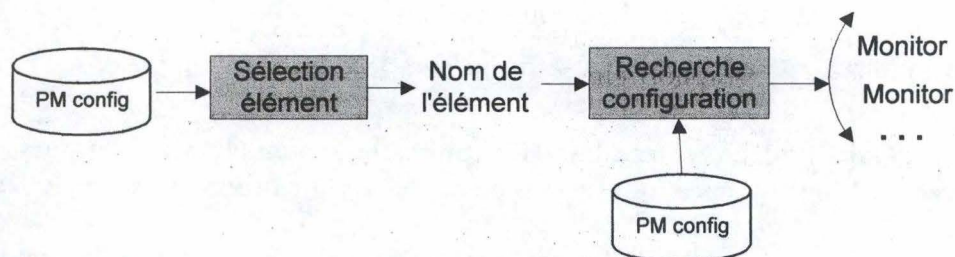 PM config
Sélection
élément
Nom de
l'élément
Recherche
configuration
Monitor
Monitor
...
PM config